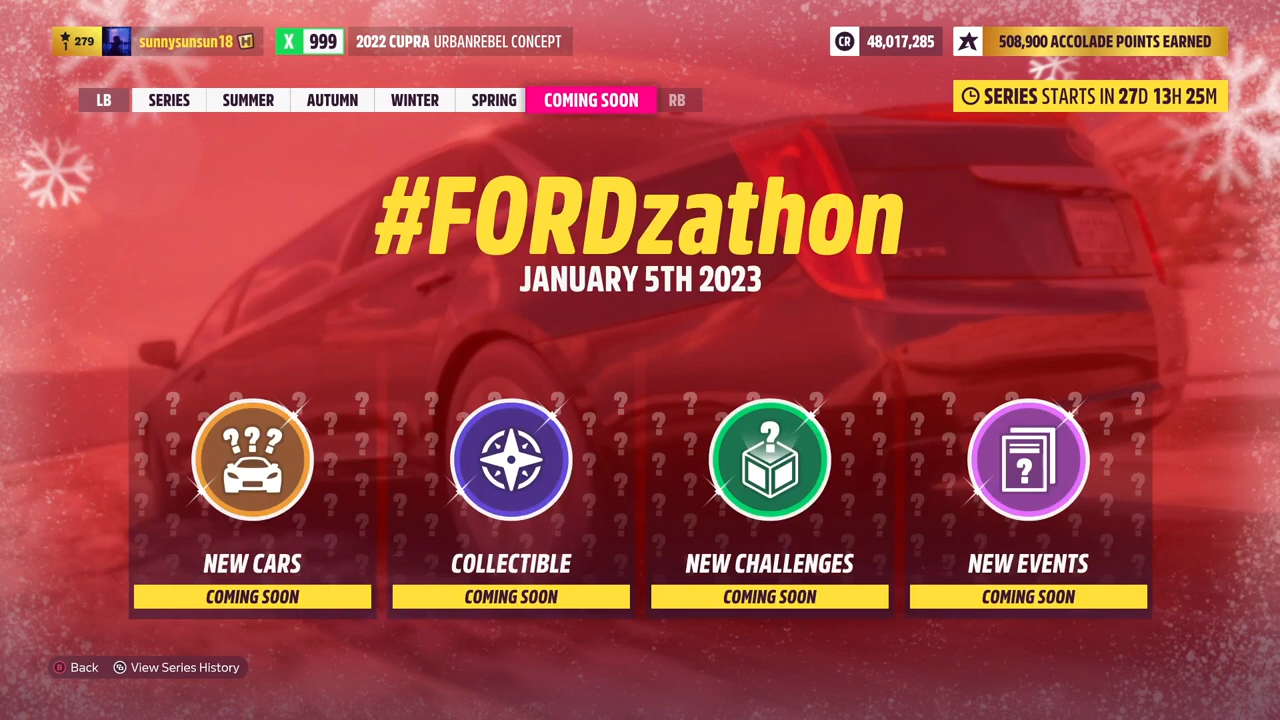 1 279 sunnysunsun18 H X 999 2022 CUPRA URBANREBEL CONCEPT CR 48,017,285 508,900 ACCOLADE POINTS EARNED
LB SERIES SUMMER AUTUMN WINTER SPRING COMING SOON RB SERIES STARTS IN 27D 13H 25M
#FORDzathon
JANUARY 5TH 2023
???
?
?
NEW CARS COLLECTIBLE NEW CHALLENGES NEW EVENTS
COMING SOON COMING SOON COMING SOON COMING SOON
B Back View Series History